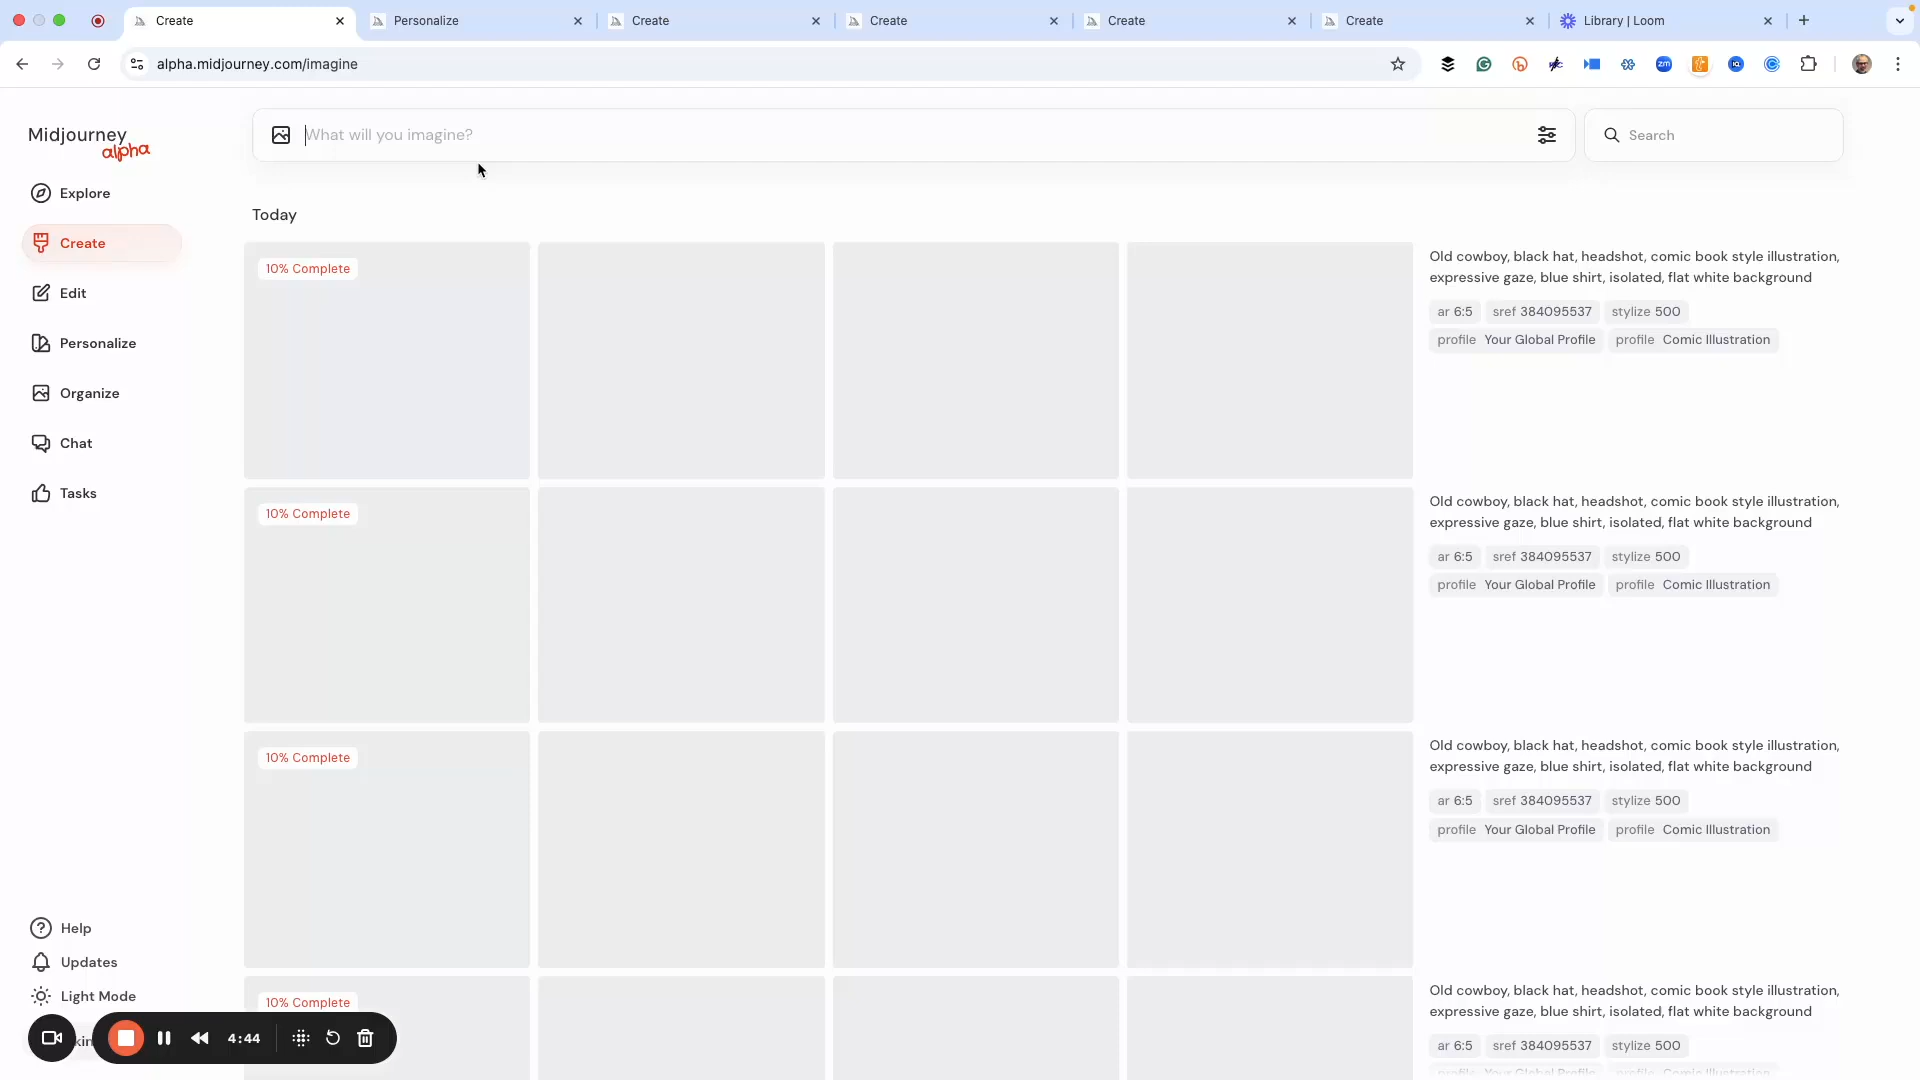 Create
Personalize
Create
Create
Create
Create
Library | Loom
alpha.midjourney.com/imagine
Midjourney
alpha
What will you imagine?
Search
Explore
Create
Edit
Personalize
Organize
Chat
Tasks
Help
Updates
Light Mode
4:44
Today
10% Complete
Old cowboy, black hat, headshot, comic book style illustration,
expressive gaze, blue shirt, isolated, flat white background
ar 6:5 sref 384095537 stylize 500
profile Your Global Profile profile Comic Illustration
10% Complete
Old cowboy, black hat, headshot, comic book style illustration,
expressive gaze, blue shirt, isolated, flat white background
ar 6:5 sref 384095537 stylize 500
profile Your Global Profile profile Comic Illustration
10% Complete
Old cowboy, black hat, headshot, comic book style illustration,
expressive gaze, blue shirt, isolated, flat white background
ar 6:5 sref 384095537 stylize 500
profile Your Global Profile profile Comic Illustration
10% Complete
Old cowboy, black hat, headshot, comic book style illustration,
expressive gaze, blue shirt, isolated, flat white background
ar 6:5 sref 384095537 stylize 500
profile Your Global Profile profile Comic Illustration